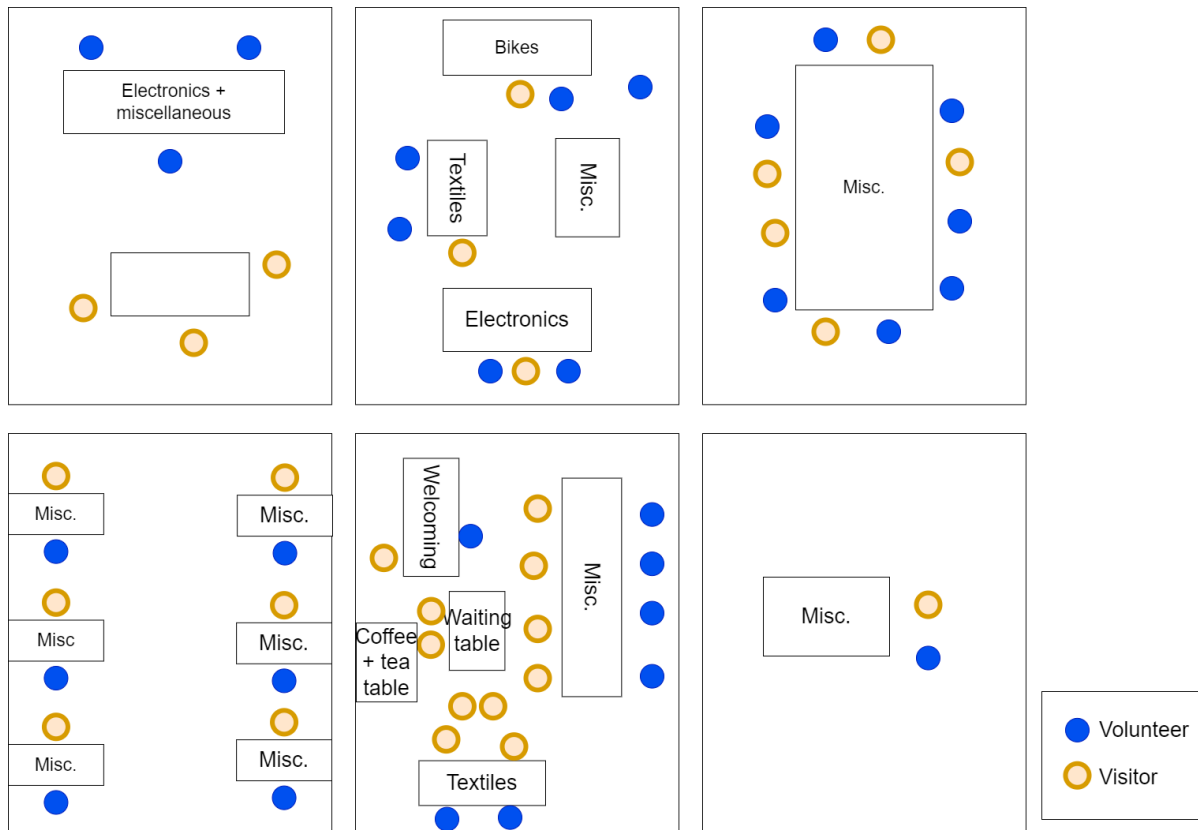 Electronics +
miscellaneous
Bikes
Textiles
Misc.
Electronics
Misc.
Misc.
Misc.
Misc
Misc.
Misc.
Misc.
Welcoming
Misc.
Waiting
table
Coffee
+ tea
table
Textiles
Misc.
Volunteer
Visitor